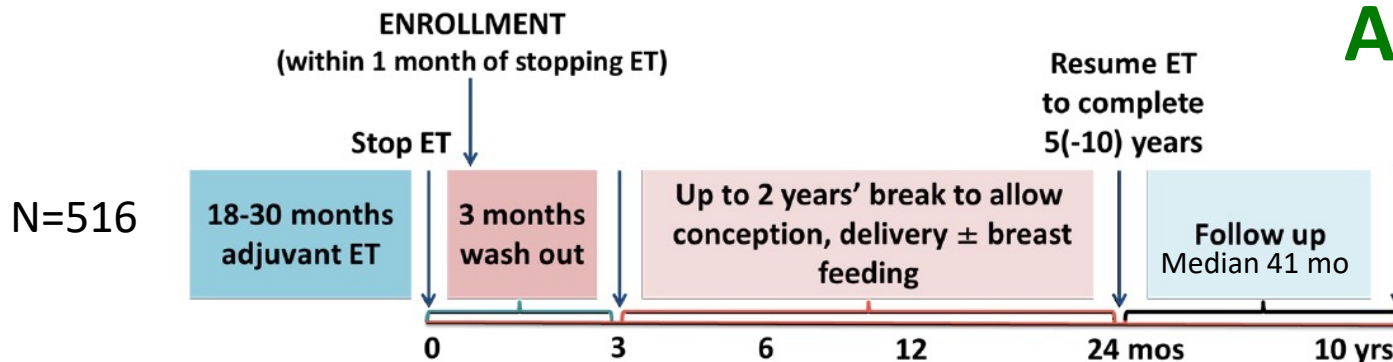 ENROLLMENT
(within 1 month of stopping ET)
A
Resume ET
to complete
5(-10) years
Stop ET
N=516
18-30 months
adjuvant ET
3 months
wash out
Up to 2 years’ break to allow
conception, delivery ± breast
feeding
Follow up
Median 41 mo
0 3 6 12 24 mos 10 yrs